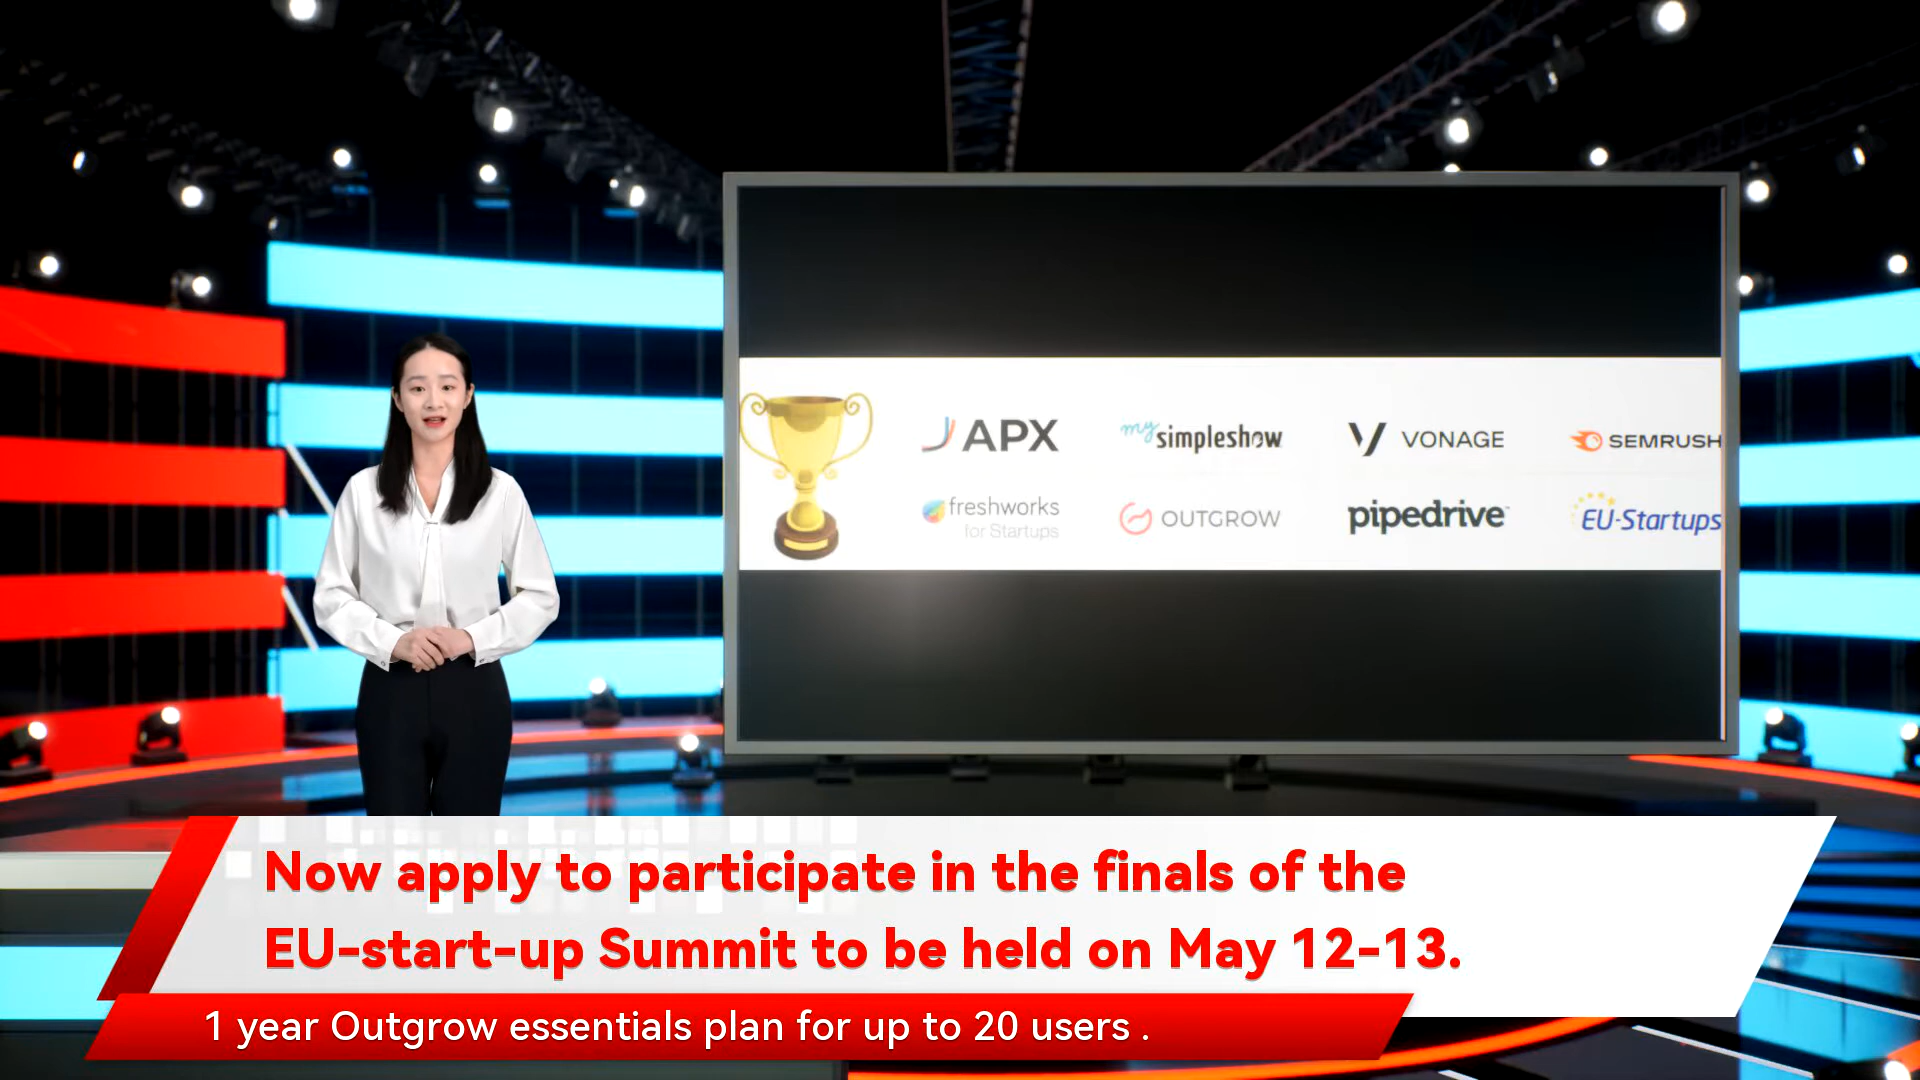 APX
my simpleshow
VONAGE
SEMRUSH
freshworks
for Startups
OUTGROW
pipedrive
EU-Startups
Now apply to participate in the finals of the
EU-start-up Summit to be held on May 12-13.
1 year Outgrow essentials plan for up to 20 users .